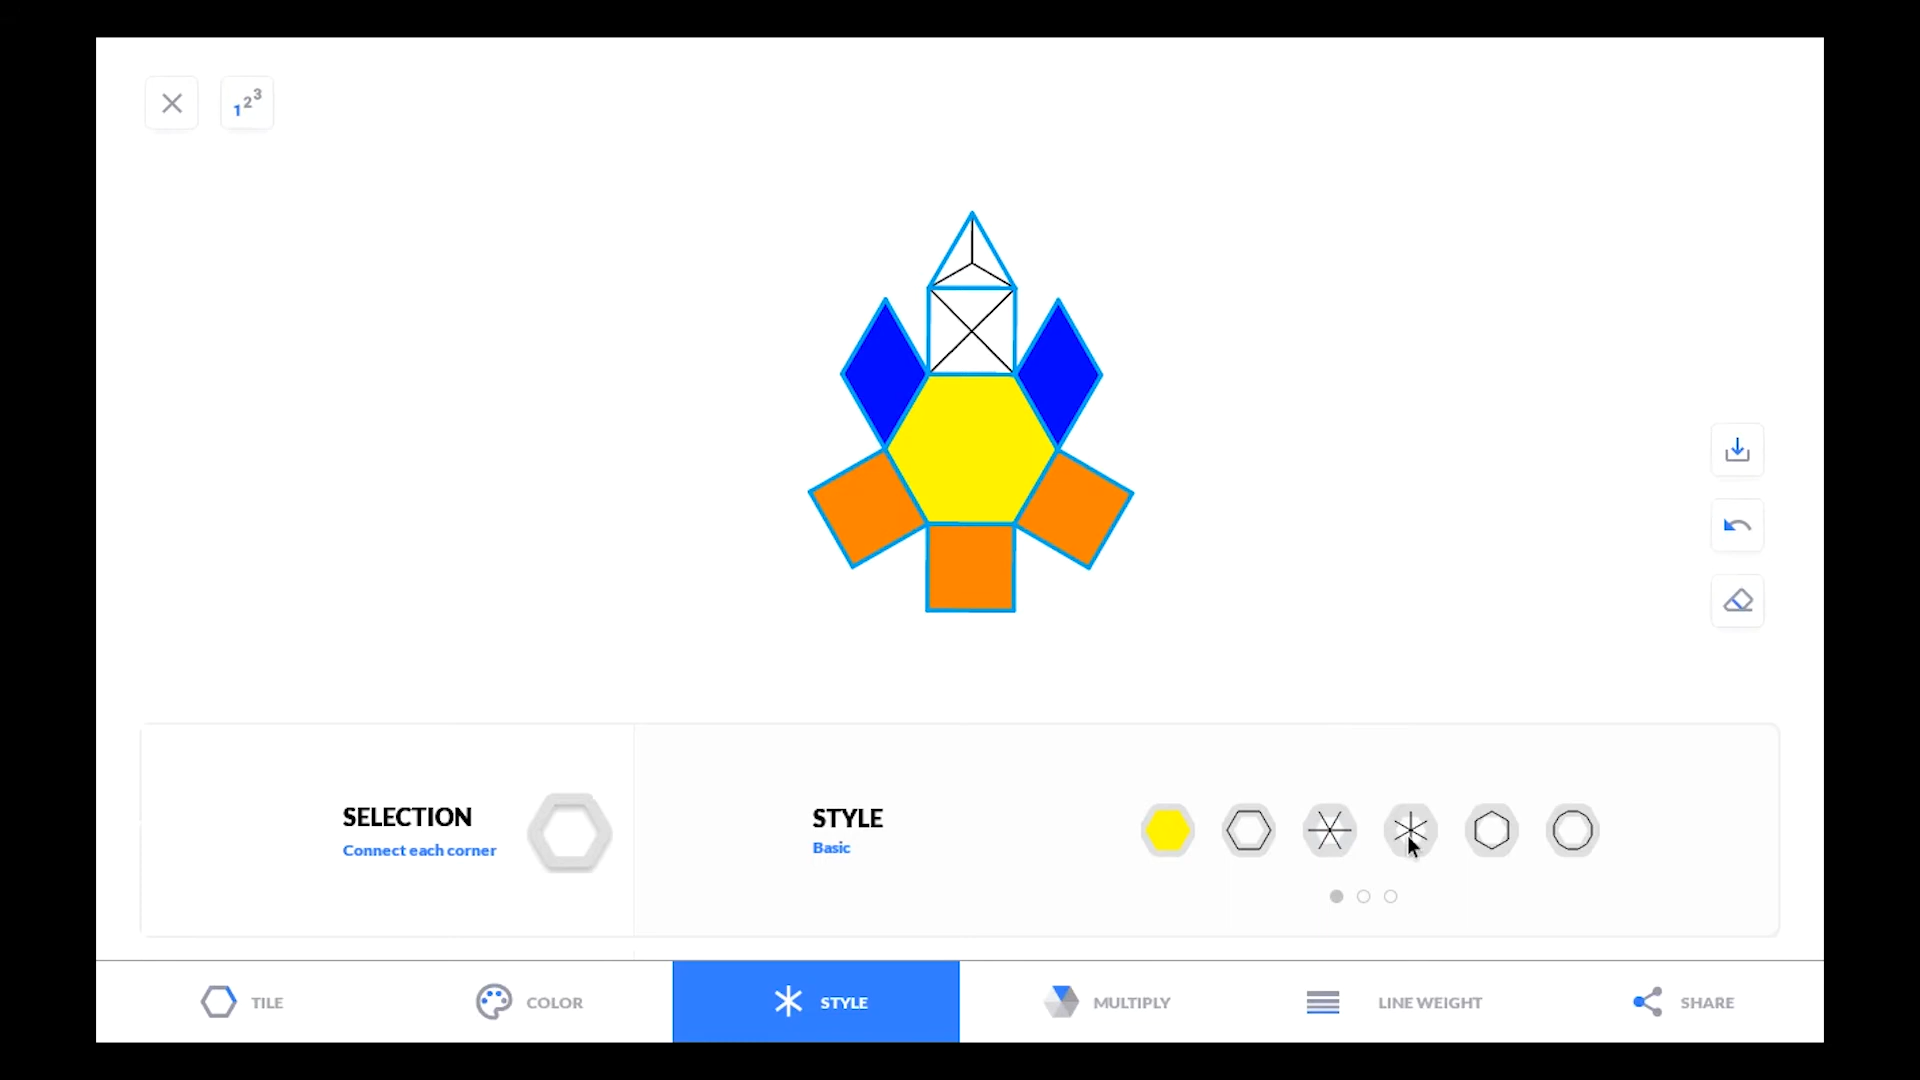 1 2 3
SELECTION
Connect each corner
STYLE
Basic
TILE
COLOR
STYLE
MULTIPLY
LINE WEIGHT
SHARE